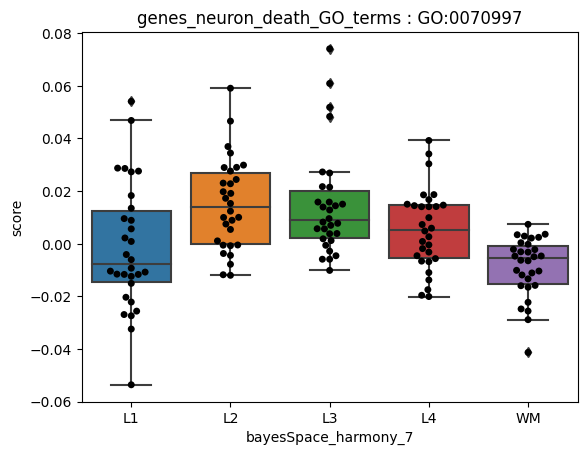 genes_neuron_death_GO_terms : GO:0070997
score
0.08
0.06
0.04
0.02
0.00
−0.02
−0.04
−0.06
L1 L2 L3 L4 WM
bayesSpace_harmony_7